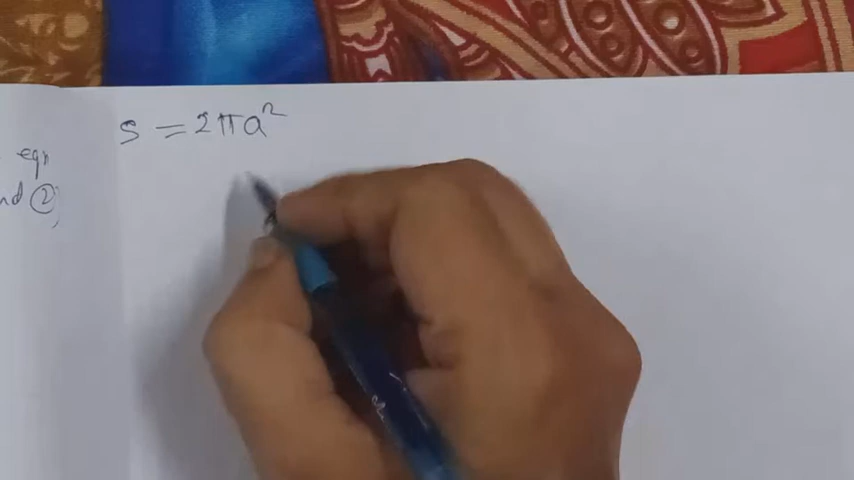 s = 2πa²
eqn
nd ②